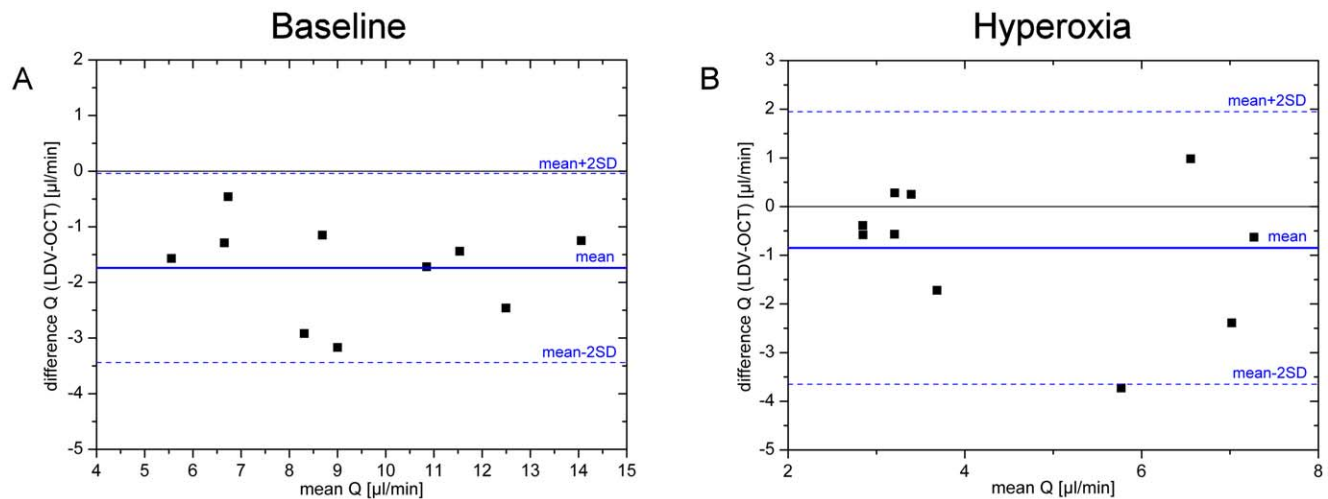 Baseline
A
difference Q (LDV-OCT) [µl/min]
2
1
0
-1
-2
-3
-4
-5
mean+2SD
mean
mean-2SD
4 5 6 7 8 9 10 11 12 13 14 15
mean Q [µl/min]
Hyperoxia
B
difference Q (LDV-OCT) [µl/min]
3
2
1
0
-1
-2
-3
-4
-5
mean+2SD
mean
mean-2SD
2 4 6 8
mean Q [µl/min]